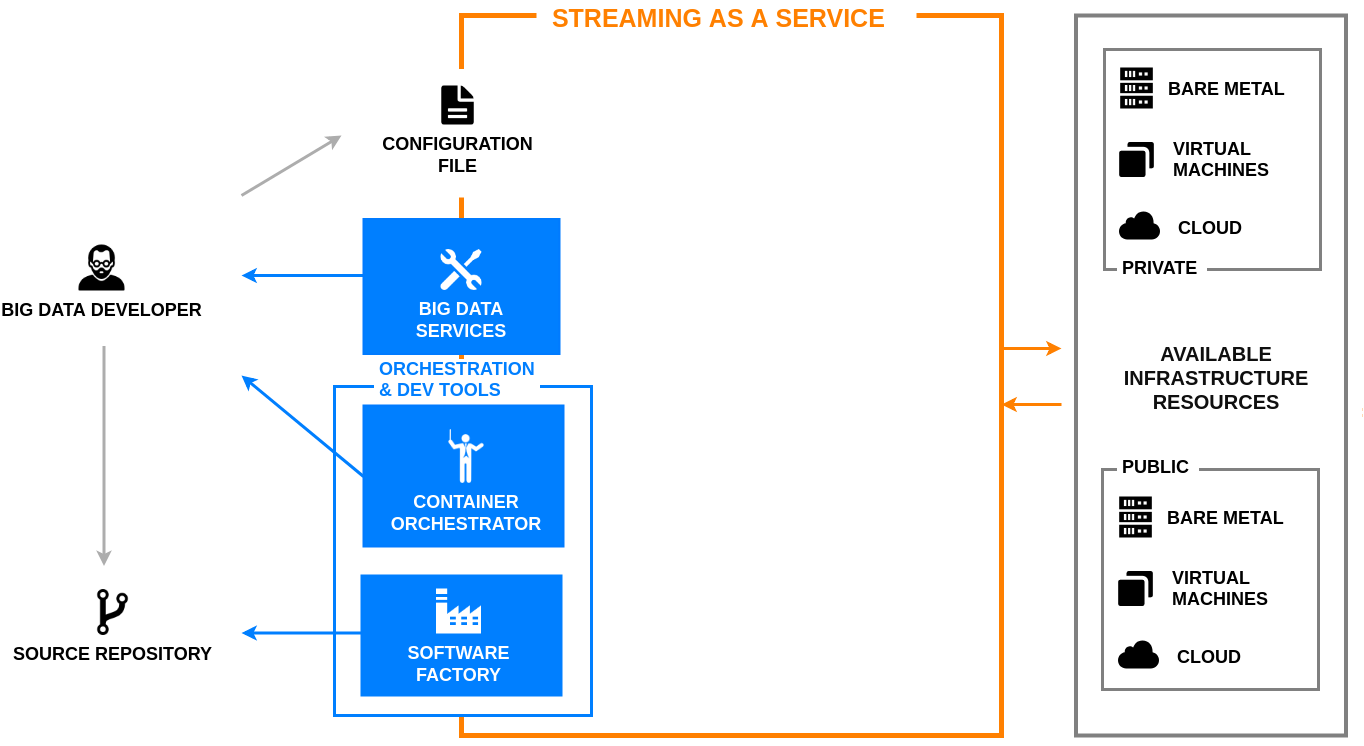 STREAMING AS A SERVICE
CONFIGURATION
FILE
BIG DATA DEVELOPER
BIG DATA
SERVICES
ORCHESTRATION
& DEV TOOLS
CONTAINER
ORCHESTRATOR
SOFTWARE
FACTORY
SOURCE REPOSITORY
BARE METAL
VIRTUAL
MACHINES
CLOUD
PRIVATE
AVAILABLE
INFRASTRUCTURE
RESOURCES
PUBLIC
BARE METAL
VIRTUAL
MACHINES
CLOUD